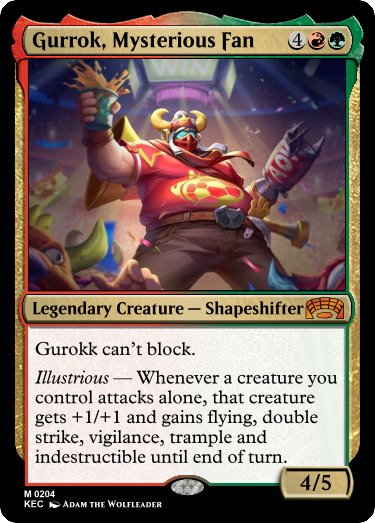 Gurrok, Mysterious Fan 4
AOY
Legendary Creature — Shapeshifter
Gurokk can't block.
Illustrious — Whenever a creature you
control attacks alone, that creature
gets +1/+1 and gains flying, double
strike, vigilance, trample and
indestructible until end of turn.
4/5
M 0204
KEC Adam the Wolfleader